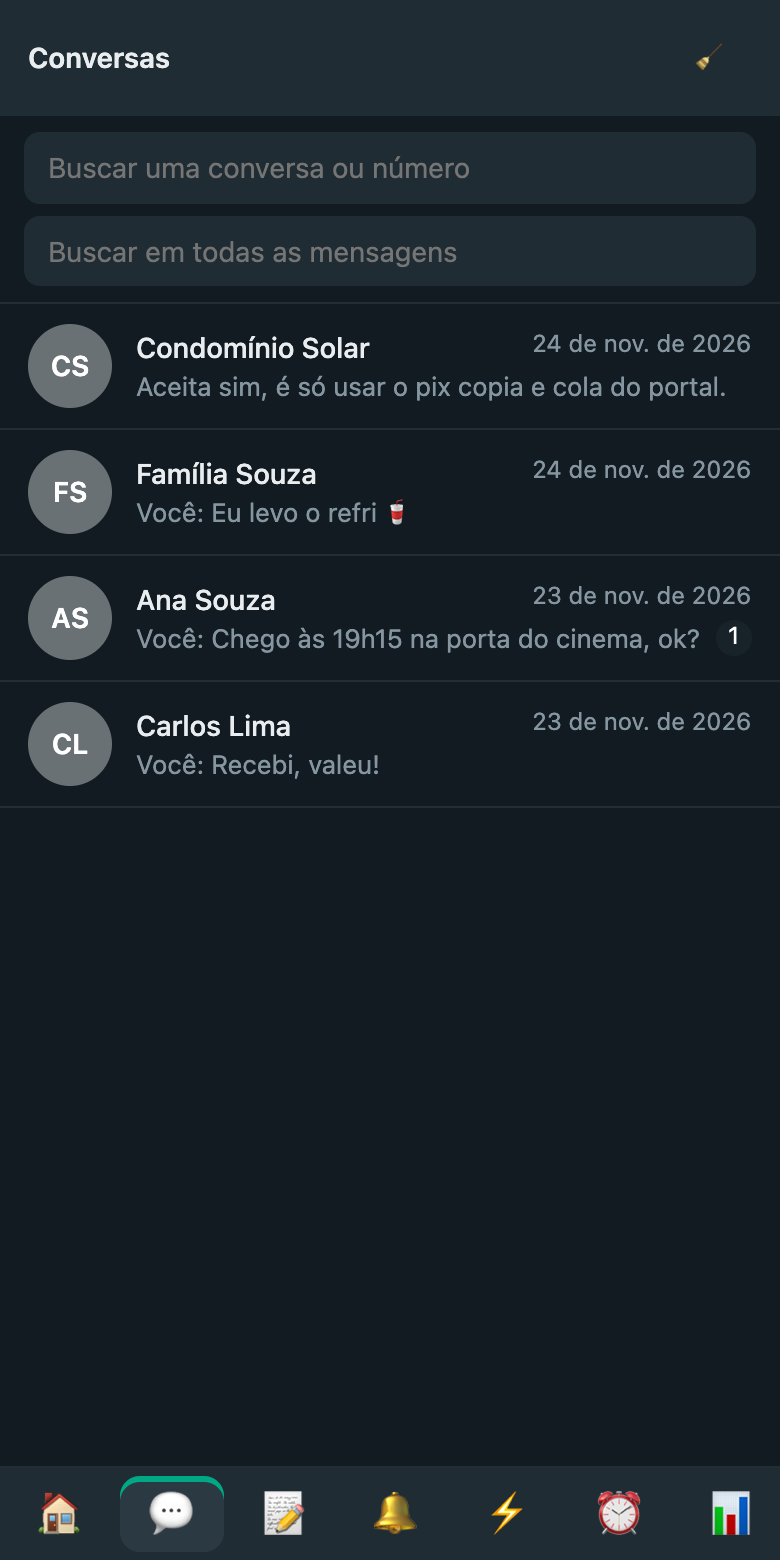 Conversas
Buscar uma conversa ou número
Buscar em todas as mensagens
CS
Condomínio Solar
24 de nov. de 2026
Aceita sim, é só usar o pix copia e cola do portal.
FS
Família Souza
24 de nov. de 2026
Você: Eu levo o refri 🥤
AS
Ana Souza
23 de nov. de 2026
Você: Chego às 19h15 na porta do cinema, ok?
1
CL
Carlos Lima
23 de nov. de 2026
Você: Recebi, valeu!